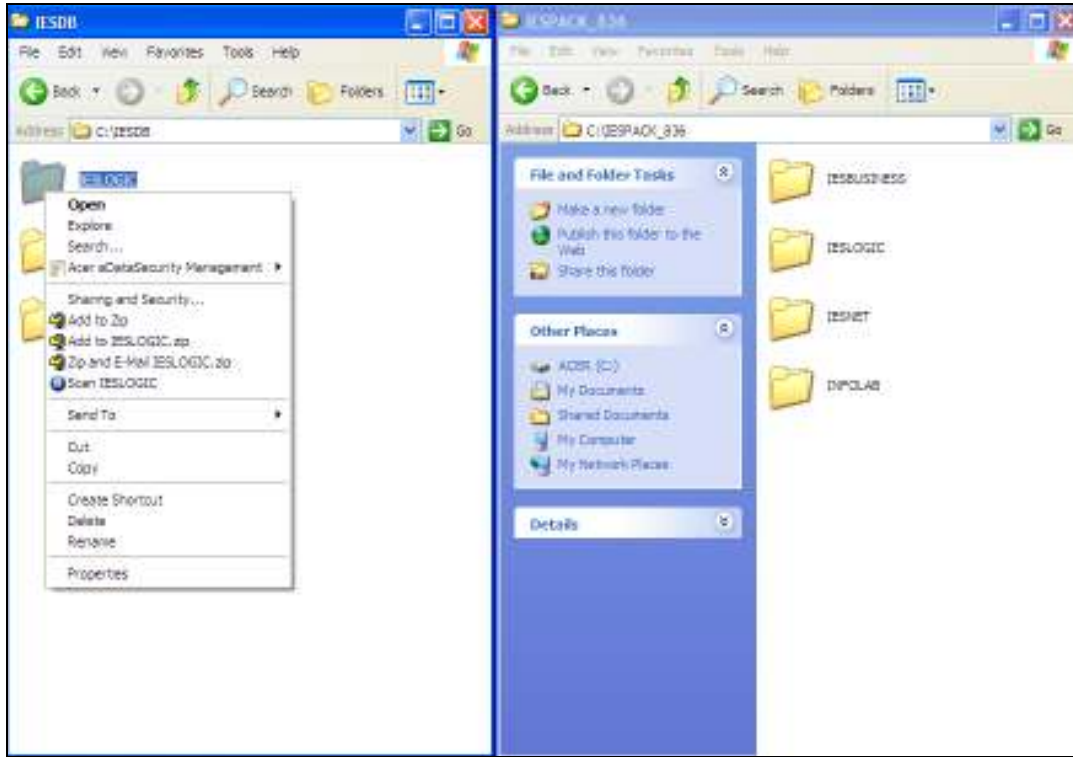 IESDB
File Edit View Favorites Tools Help
Back Search Folders
Address C:\IESDB Go
IESLOGIC
Open
Explore
Search...
Acer eDataSecurity Management
Sharing and Security...
Add to Zip
Add to IESLOGIC.zip
Zip and E-Mail IESLOGIC.zip
Scan IESLOGIC
Send To
Cut
Copy
Create Shortcut
Delete
Rename
Properties
IESPACK_836
File Edit View Favorites Tools Help
Back Search Folders
Address C:\IESPACK_836 Go
File and Folder Tasks
Make a new folder
Publish this folder to the
Web
Share this folder
Other Places
ACER (C:)
My Documents
Shared Documents
My Computer
My Network Places
Details
IESBUSINESS
IESLOGIC
IESNET
INFOLAB